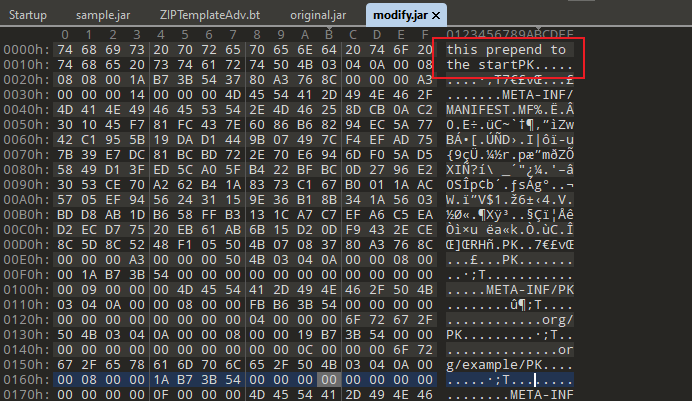 Startup sample.jar ZIPTemplateAdv.bt original.jar modify.jar ×
0 1 2 3 4 5 6 7 8 9 A B C D E F 0123456789ABCDEF
0000h: 74 68 69 73 20 70 72 65 70 65 6E 64 20 74 6F 20 this prepend to
0010h: 74 68 65 20 73 74 61 72 74 50 4B 03 04 0A 00 08 the startPK.....
0020h: 08 08 00 1A B7 3B 54 37 80 A3 76 8C 00 00 00 A3 ....·;T7€£vŒ...£
0030h: 00 00 00 14 00 00 00 4D 45 54 41 2D 49 4E 46 2F .......META-INF/
0040h: 4D 41 4E 49 46 45 53 54 2E 4D 46 25 8D CB 0A C2 MANIFEST.MF%.Ë.Â
0050h: 30 10 45 F7 81 FC 43 7E 60 86 B6 82 94 EC 5A 77 0.E÷.üC~`†¶‚”ìZw
0060h: 42 C1 95 5B 19 DA D1 44 9B 07 49 7C F4 EF AD 75 BÁ•[.ÚÑD›.I|ôï-u
0070h: 7B 39 E7 DC 81 BC BD 72 2E 70 E6 94 6D F0 5A D5 {9çÜ.¼½r.pæ”mðZÕ
0080h: 58 49 D1 3F ED 5C A0 5F B4 22 BF BC 0D 27 96 E2 XIÑ?í\ _´"¿¼.'–â
0090h: 30 53 CE 70 A2 62 B4 1A 83 73 C1 67 B0 01 1A AC 0SÎp¢b´.ƒsÁg°..¬
00A0h: 57 05 EF 94 56 24 31 15 9E 36 B1 8B 34 1A 56 03 W.ï”V$1.ž6±‹4.V.
00B0h: BD D8 AB 1D B6 58 FF B3 13 1C A7 C7 EF A6 C5 EA ½Ø«.¶Xÿ³..§Çï¦Åê
00C0h: D2 EC D7 75 20 EB 61 AB 6B 15 D2 0D F9 43 2E CE Òì×u ëa«k.Ò.ùC.Î
00D0h: 8C 5D 8C 52 48 F1 05 50 4B 07 08 37 80 A3 76 8C Œ]ŒRHñ.PK..7€£vŒ
00E0h: 00 00 00 A3 00 00 00 50 4B 03 04 0A 00 00 08 00 ...£...PK.......
00F0h: 00 1A B7 3B 54 00 00 00 00 00 00 00 00 00 00 00 ..·;T...........
0100h: 00 09 00 00 00 4D 45 54 41 2D 49 4E 46 2F 50 4B .....META-INF/PK
0110h: 03 04 0A 00 00 08 00 00 FB B6 3B 54 00 00 00 00 ........û¶;T....
0120h: 00 00 00 00 00 00 00 00 04 00 00 00 6F 72 67 2F ............org/
0130h: 50 4B 03 04 0A 00 00 08 00 00 19 B7 3B 54 00 00 PK.........·;T..
0140h: 00 00 00 00 00 00 00 00 00 00 0C 00 00 00 6F 72 ..............or
0150h: 67 2F 65 78 61 6D 70 6C 65 2F 50 4B 03 04 0A 00 g/example/PK....
0160h: 00 08 00 00 1A B7 3B 54 00 00 00 00 00 00 00 00 .....·;T........
00 00 00 00 0F 00 00 00 4D 45 54 41 2D 49 4E 46 ........META-INF